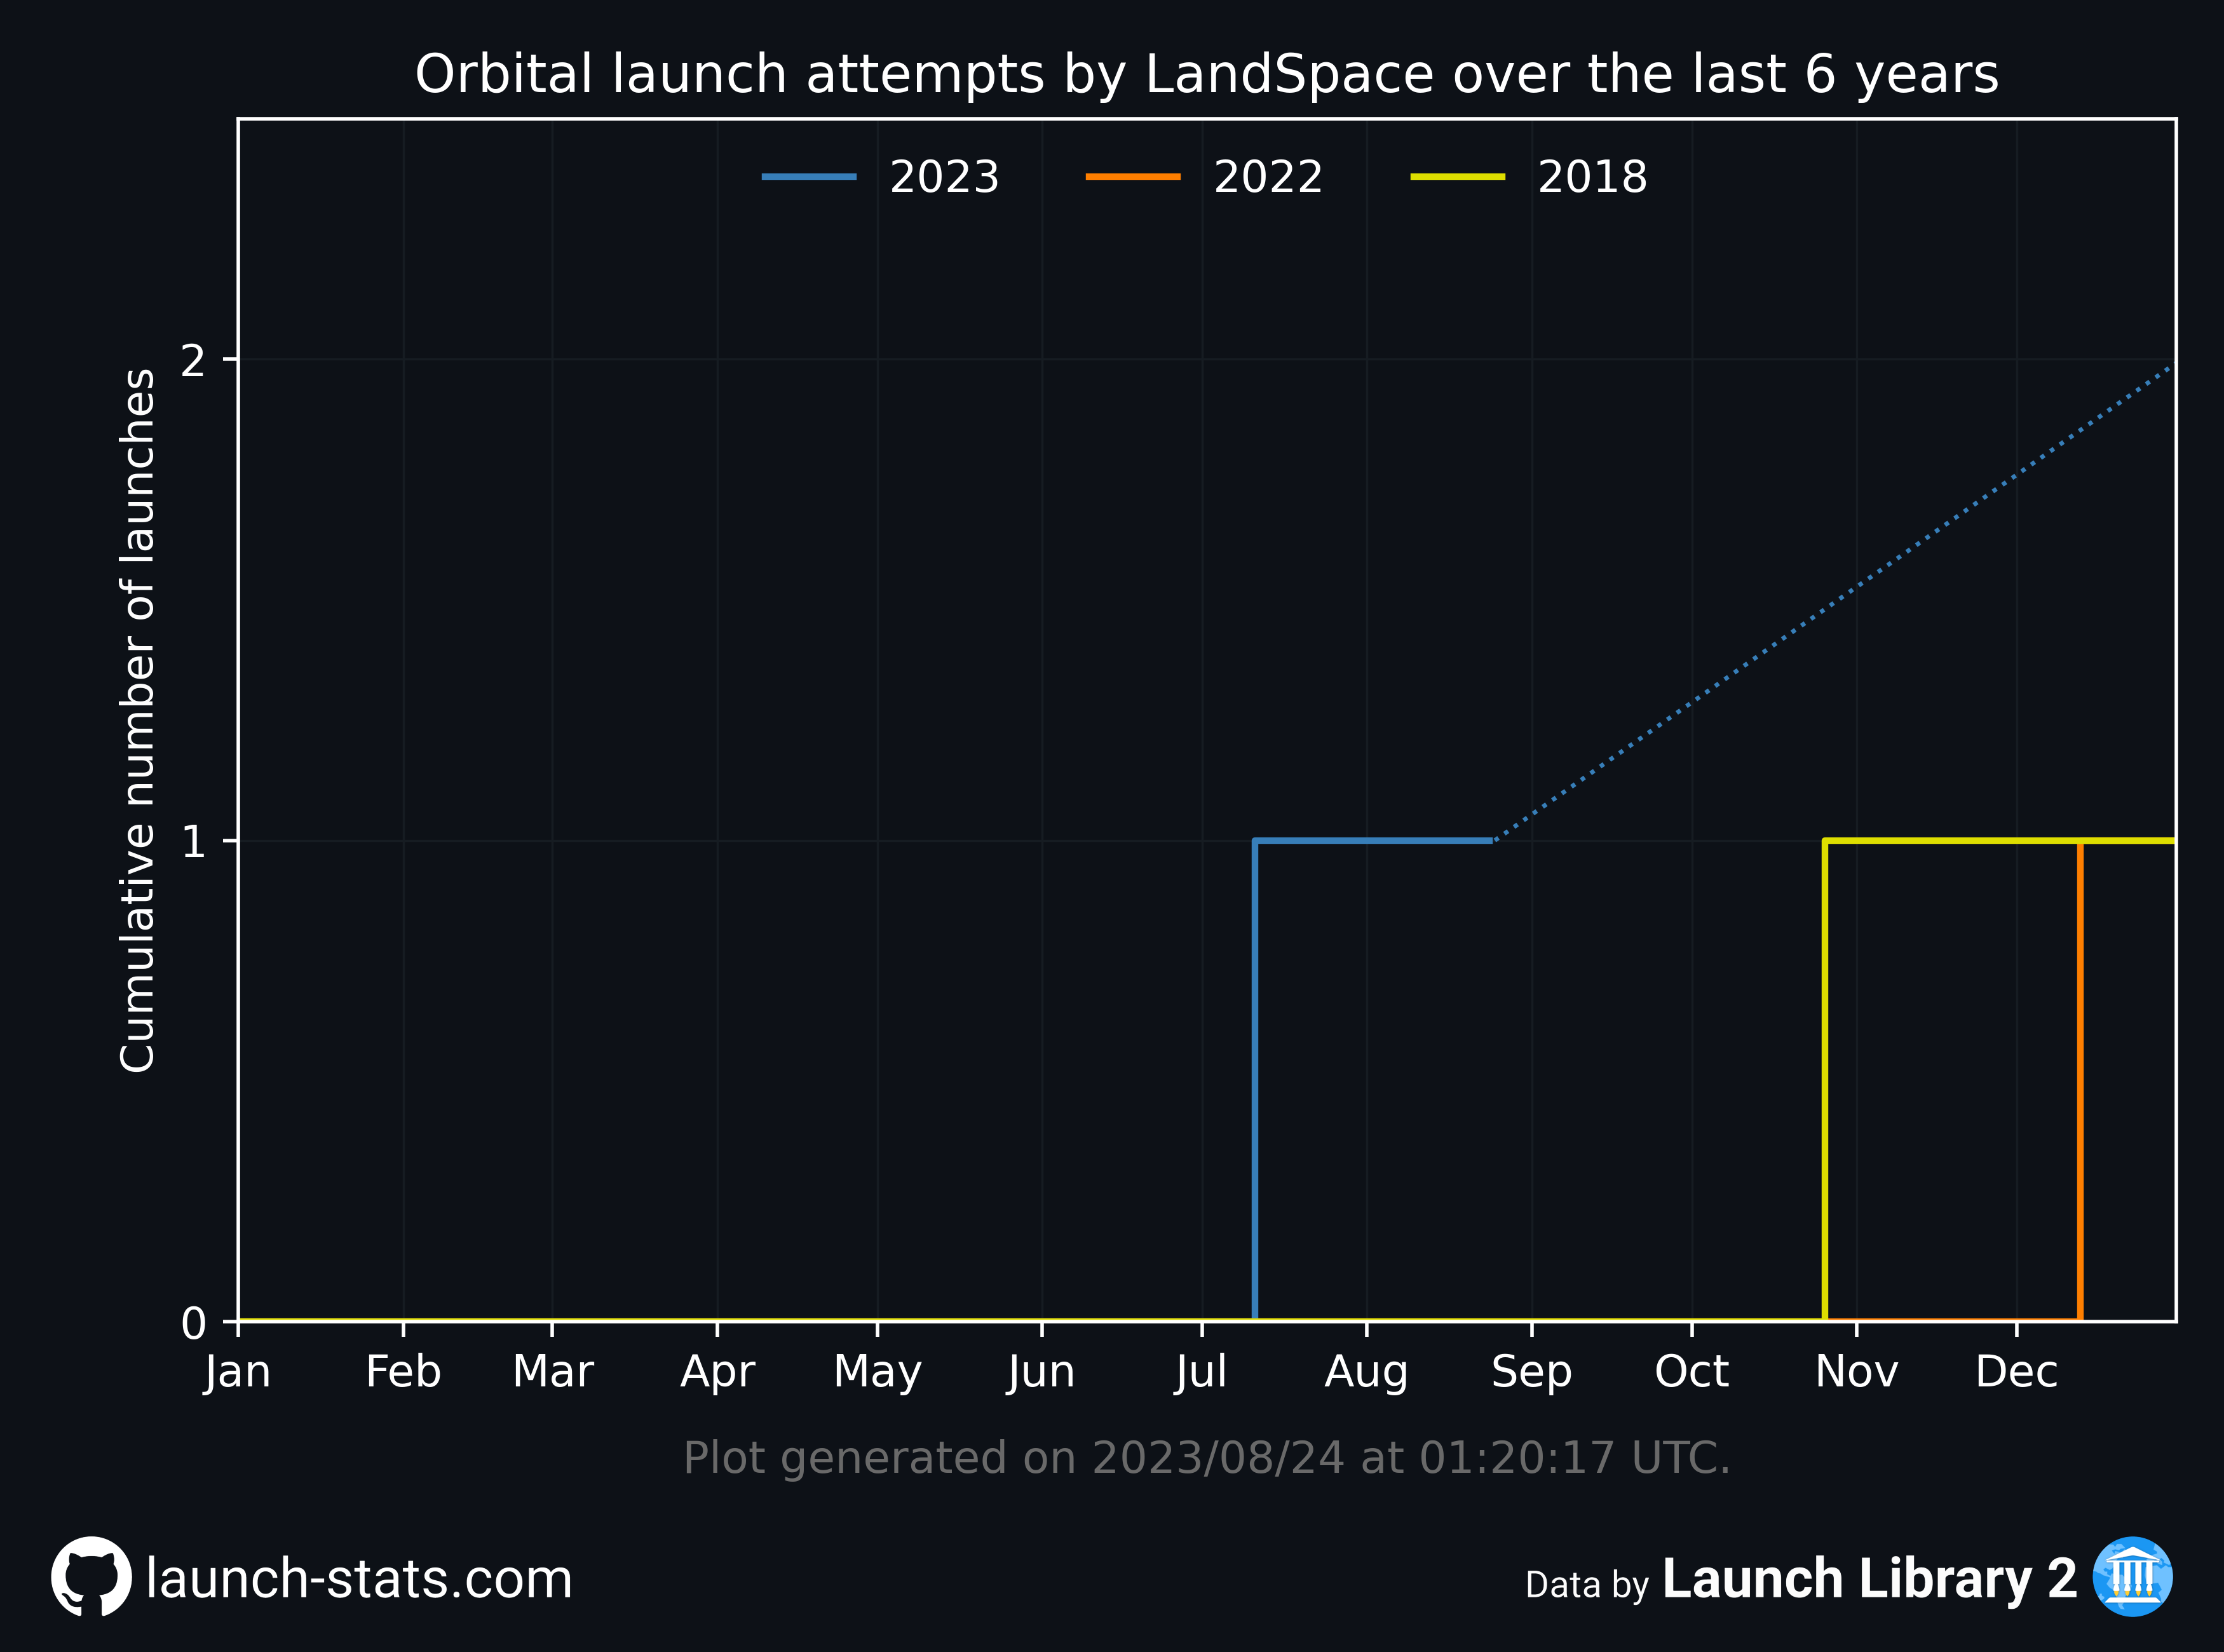 Orbital launch attempts by LandSpace over the last 6 years
2023 2022 2018
Cumulative number of launches
2
1
0
Jan Feb Mar Apr May Jun Jul Aug Sep Oct Nov Dec
Plot generated on 2023/08/24 at 01:20:17 UTC.
launch-stats.com
Data by Launch Library 2